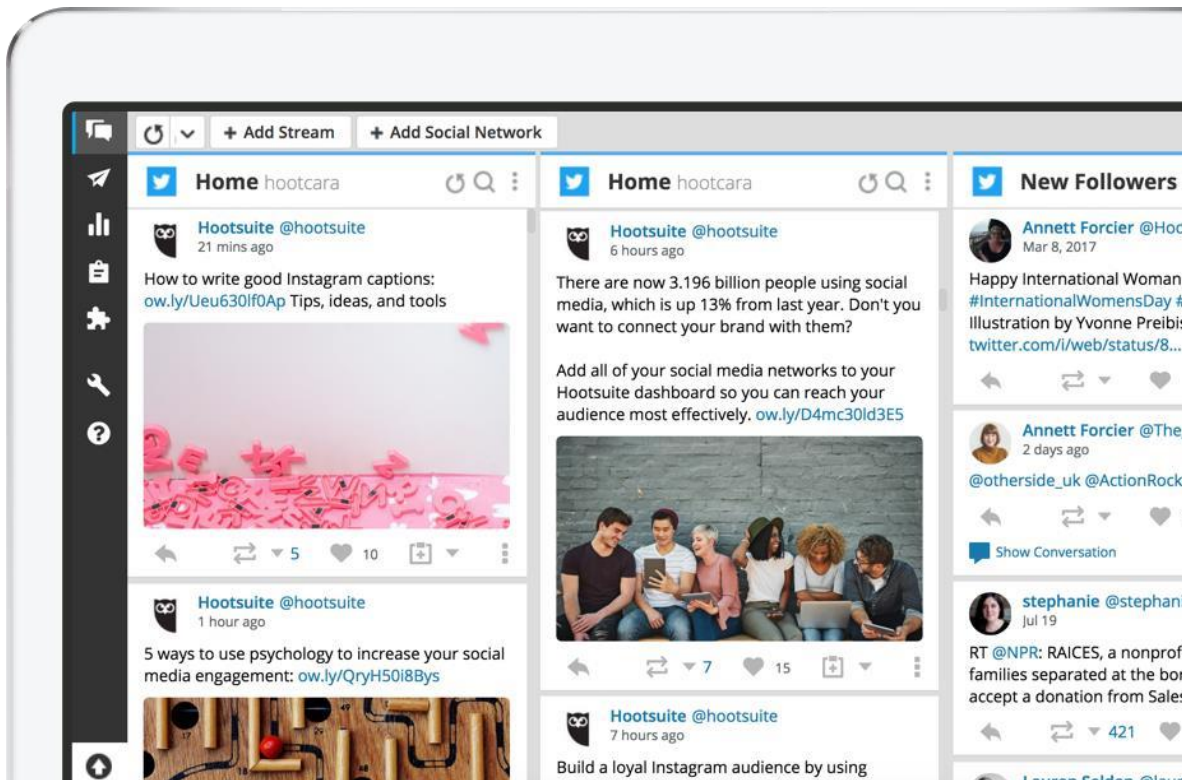 + Add Stream
+ Add Social Network
Home hootcara
Hootsuite @hootsuite
21 mins ago
How to write good Instagram captions:
ow.ly/Ueu630lf0Ap Tips, ideas, and tools
5
10
Hootsuite @hootsuite
1 hour ago
5 ways to use psychology to increase your social
media engagement: ow.ly/QryH50i8Bys
Home hootcara
Hootsuite @hootsuite
6 hours ago
There are now 3.196 billion people using social
media, which is up 13% from last year. Don't you
want to connect your brand with them?
Add all of your social media networks to your
Hootsuite dashboard so you can reach your
audience most effectively. ow.ly/D4mc30ld3E5
7
15
Hootsuite @hootsuite
7 hours ago
Build a loyal Instagram audience by using
New Followers
Annett Forcier @Hoo
Mar 8, 2017
Happy International Woman
#InternationalWomensDay #
Illustration by Yvonne Preibis
twitter.com/i/web/status/8...
Annett Forcier @The
2 days ago
@otherside_uk @ActionRock
Show Conversation
stephanie @stephani
Jul 19
RT @NPR: RAICES, a nonprof
families separated at the bor
accept a donation from Sales
421